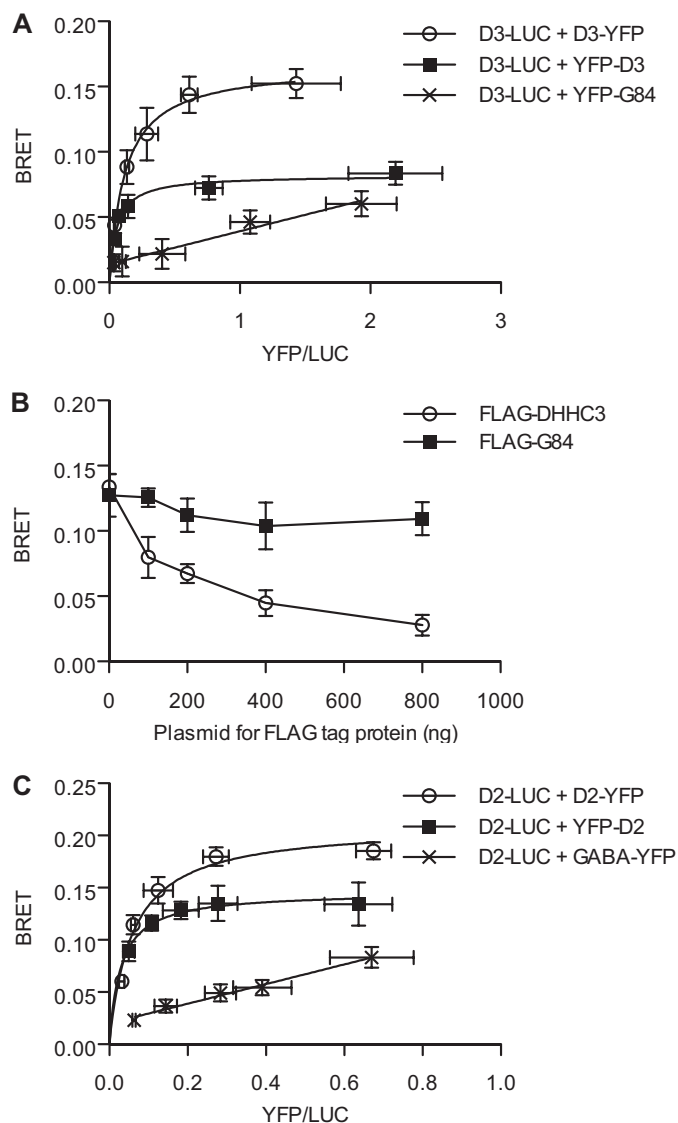 A
0.20
0.15
0.10
0.05
0.00
BRET
0 1 2 3
YFP/LUC
D3-LUC + D3-YFP
D3-LUC + YFP-D3
D3-LUC + YFP-G84
B
0.20
0.15
0.10
0.05
0.00
BRET
0 200 400 600 800 1000
Plasmid for FLAG tag protein (ng)
FLAG-DHHC3
FLAG-G84
C
0.25
0.20
0.15
0.10
0.05
0.00
BRET
0.0 0.2 0.4 0.6 0.8 1.0
YFP/LUC
D2-LUC + D2-YFP
D2-LUC + YFP-D2
D2-LUC + GABA-YFP